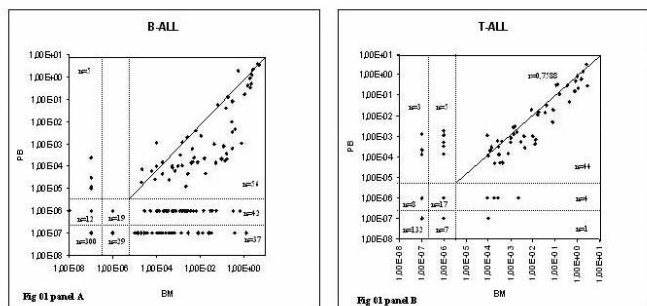 B-ALL
1,00E+01
1,00E+00
1,00E-01
1,00E-02
1,00E-03
1,00E-04
1,00E-05
1,00E-06
1,00E-07
1,00E-08
PB
n=5
n=54
n=12
n=19
n=42
n=300
n=29
n=37
1,00E-08 1,00E-06 1,00E-04 1,00E-02 1,00E+00
BM
Fig 01 panel A
T-ALL
1,00E+01
1,00E+00
1,00E-01
1,00E-02
1,00E-03
1,00E-04
1,00E-05
1,00E-06
1,00E-07
1,00E-08
PB
r=0,7588
n=3
n=5
n=44
n=8
n=17
n=4
n=132
n=7
n=1
1,00E-08
1,00E-07
1,00E-06
1,00E-05
1,00E-04
1,00E-03
1,00E-02
1,00E-01
1,00E+00
1,00E+01
BM
Fig 01 panel B